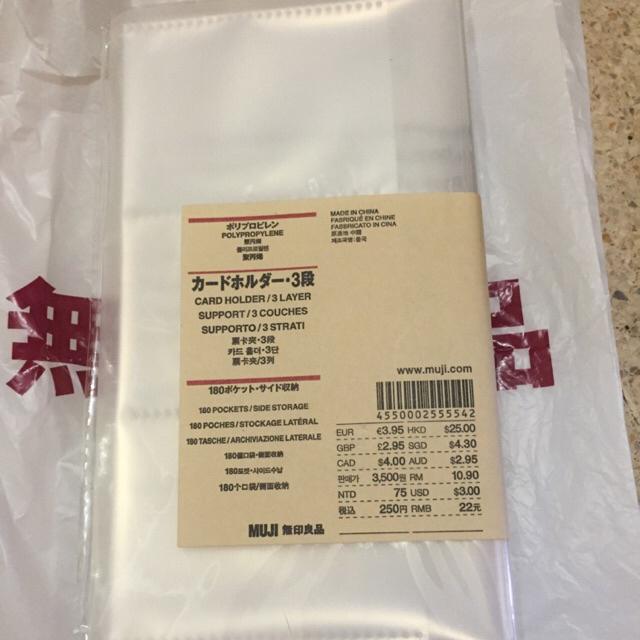 ポリプロピレン
POLYPROPYLENE
聚丙烯
폴리프로필렌
聚丙烯
カードホルダー・3段
CARD HOLDER/3 LAYER
SUPPORT/3 COUCHES
SUPPORTO/3 STRATI
票卡夾・3段
카드 홀더・3단
票卡夹/3列
180ポケット・サイド収納
180 POCKETS/SIDE STORAGE
180 POCHES/STOCKAGE LATÉRAL
180 TASCHE/ARCHIVIAZIONE LATERALE
180個口袋・側面收納
180포켓・사이드수납
180个口袋/侧面收纳
MUJI 無印良品
MADE IN CHINA
FABRIQUÉ EN CHINE
FABBRICATO IN CINA
原產地 中國
제조국명:중국
www.muji.com
4550002555542
EUR €3.95 HKD $25.00
GBP £2.95 SGD $4.30
CAD $4.00 AUD $2.95
판매가 3,500원 RM 10.90
NTD 75 USD $3.00
税込 250円 RMB 22元
無
品